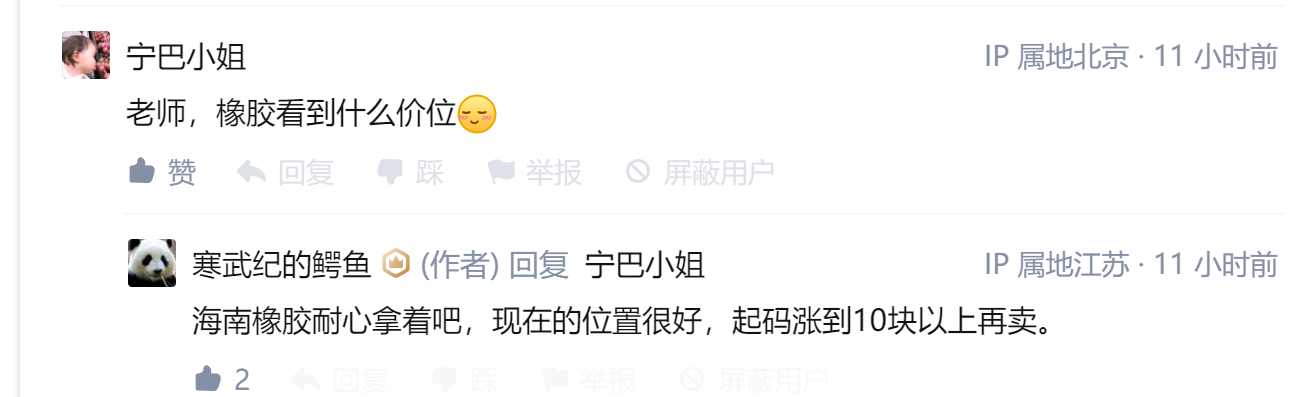 宁巴小姐 IP 属地北京 · 11 小时前
老师，橡胶看到什么价位
赞 回复 踩 举报 屏蔽用户
寒武纪的鳄鱼 (作者) 回复 宁巴小姐 IP 属地江苏 · 11 小时前
海南橡胶耐心拿着吧，现在的位置很好，起码涨到10块以上再卖。
2 回复 踩 举报 屏蔽用户